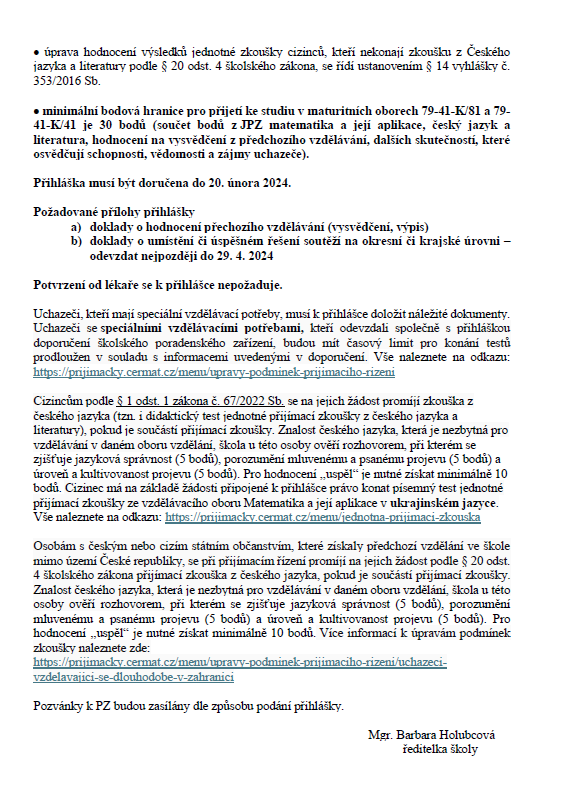 • úprava hodnocení výsledků jednotné zkoušky cizinců, kteří nekonají zkoušku z Českého
jazyka a literatury podle § 20 odst. 4 školského zákona, se řídí ustanovením § 14 vyhlášky č.
353/2016 Sb.
• minimální bodová hranice pro přijetí ke studiu v maturitních oborech 79-41-K/81 a 79-
41-K/41 je 30 bodů (součet bodů z JPZ matematika a její aplikace, český jazyk a
literatura, hodnocení na vysvědčení z předchozího vzdělávání, dalších skutečností, které
osvědčují schopnosti, vědomosti a zájmy uchazeče).
Přihláška musí být doručena do 20. února 2024.
Požadované přílohy přihlášky
a) doklady o hodnocení přechozího vzdělávání (vysvědčení, výpis)
b) doklady o umístění či úspěšném řešení soutěží na okresní či krajské úrovni –
odevzdat nejpozději do 29. 4. 2024
Potvrzení od lékaře se k přihlášce nepožaduje.
Uchazeči, kteří mají speciální vzdělávací potřeby, musí k přihlášce doložit náležité dokumenty.
Uchazeči se speciálními vzdělávacími potřebami, kteří odevzdali společně s přihláškou
doporučení školského poradenského zařízení, budou mít časový limit pro konání testů
prodloužen v souladu s informacemi uvedenými v doporučení. Vše naleznete na odkazu:
https://prijimacky.cermat.cz/menu/upravy-podminek-prijimaciho-rizeni
Cizincům podle § 1 odst. 1 zákona č. 67/2022 Sb. se na jejich žádost promíjí zkouška z
českého jazyka (tzn. i didaktický test jednotné přijímací zkoušky z českého jazyka a
literatury), pokud je součástí přijímací zkoušky. Znalost českého jazyka, která je nezbytná pro
vzdělávání v daném oboru vzdělání, škola u této osoby ověří rozhovorem, při kterém se
zjišťuje jazyková správnost (5 bodů), porozumění mluvenému a psanému projevu (5 bodů) a
úroveň a kultivovanost projevu (5 bodů). Pro hodnocení „uspěl“ je nutné získat minimálně 10
bodů. Cizinec má na základě žádosti připojené k přihlášce právo konat písemný test jednotné
přijímací zkoušky ze vzdělávacího oboru Matematika a její aplikace v ukrajinském jazyce.
Vše naleznete na odkazu: https://prijimacky.cermat.cz/menu/jednotna-prijimaci-zkouska
Osobám s českým nebo cizím státním občanstvím, které získaly předchozí vzdělání ve škole
mimo území České republiky, se při přijímacím řízení promíjí na jejich žádost podle § 20 odst.
4 školského zákona přijímací zkouška z českého jazyka, pokud je součástí přijímací zkoušky.
Znalost českého jazyka, která je nezbytná pro vzdělávání v daném oboru vzdělání, škola u této
osoby ověří rozhovorem, při kterém se zjišťuje jazyková správnost (5 bodů), porozumění
mluvenému a psanému projevu (5 bodů) a úroveň a kultivovanost projevu (5 bodů). Pro
hodnocení „uspěl“ je nutné získat minimálně 10 bodů. Více informací k úpravám podmínek
zkoušky naleznete zde:
https://prijimacky.cermat.cz/menu/upravy-podminek-prijimaciho-rizeni/uchazeci-
vzdelavajici-se-dlouhodobe-v-zahranici
Pozvánky k PZ budou zasílány dle způsobu podání přihlášky.
Mgr. Barbara Holubcová
ředitelka školy